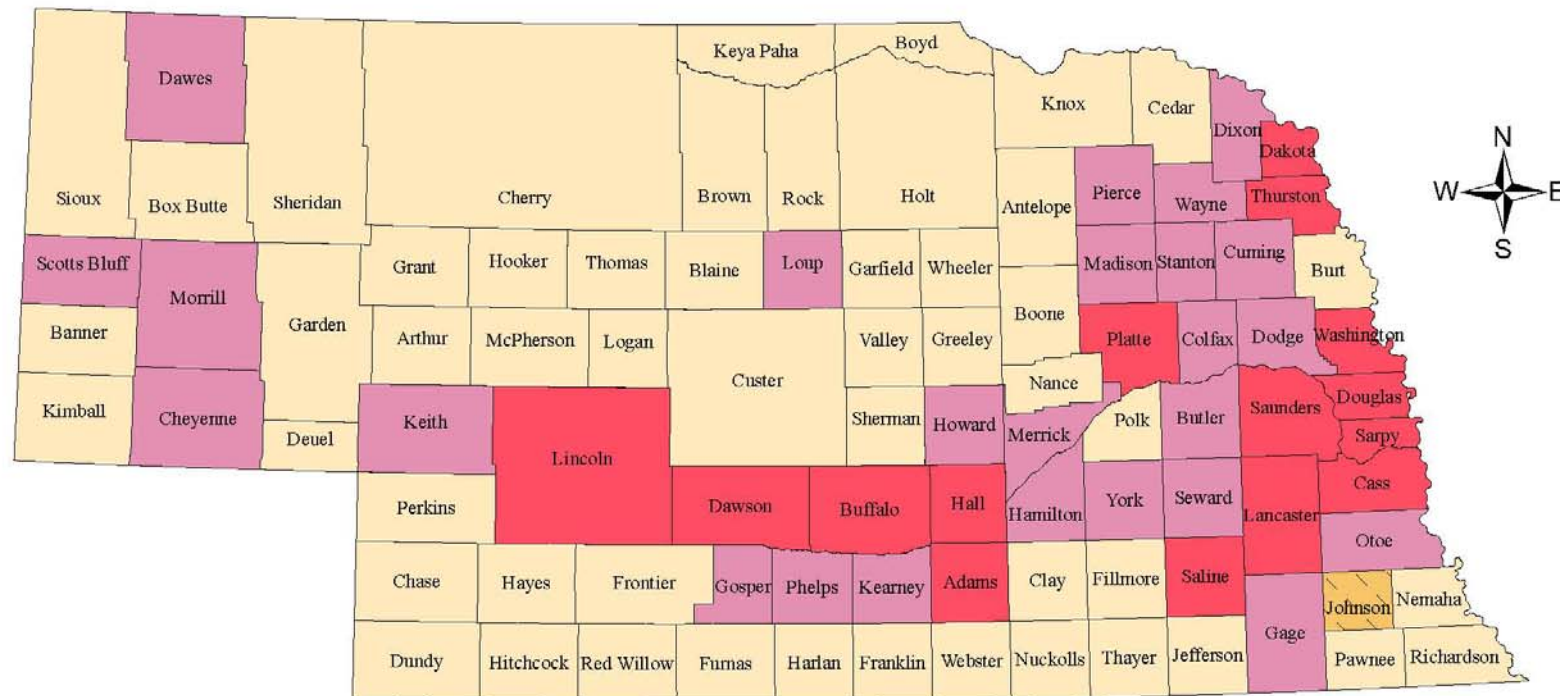 Keya Paha
Boyd
Dawes
Knox
Cedar
Dixon
Dakota
N
Sioux
Box Butte
Sheridan
Cherry
Brown
Rock
Holt
Antelope
Pierce
Wayne
Thurston
W
E
S
Scotts Bluff
Morrill
Grant
Hooker
Thomas
Blaine
Loup
Garfield
Wheeler
Madison
Stanton
Cuming
Burt
Banner
Garden
Arthur
McPherson
Logan
Valley
Greeley
Boone
Platte
Colfax
Dodge
Washington
Kimball
Cheyenne
Deuel
Keith
Lincoln
Custer
Sherman
Howard
Nance
Merrick
Polk
Butler
Saunders
Douglas
Sarpy
Perkins
Dawson
Buffalo
Hall
Hamilton
York
Seward
Lancaster
Cass
Otoe
Chase
Hayes
Frontier
Gosper
Phelps
Kearney
Adams
Clay
Fillmore
Saline
Johnson
Nemaha
Gage
Dundy
Hitchcock
Red Willow
Furnas
Harlan
Franklin
Webster
Nuckolls
Thayer
Jefferson
Pawnee
Richardson